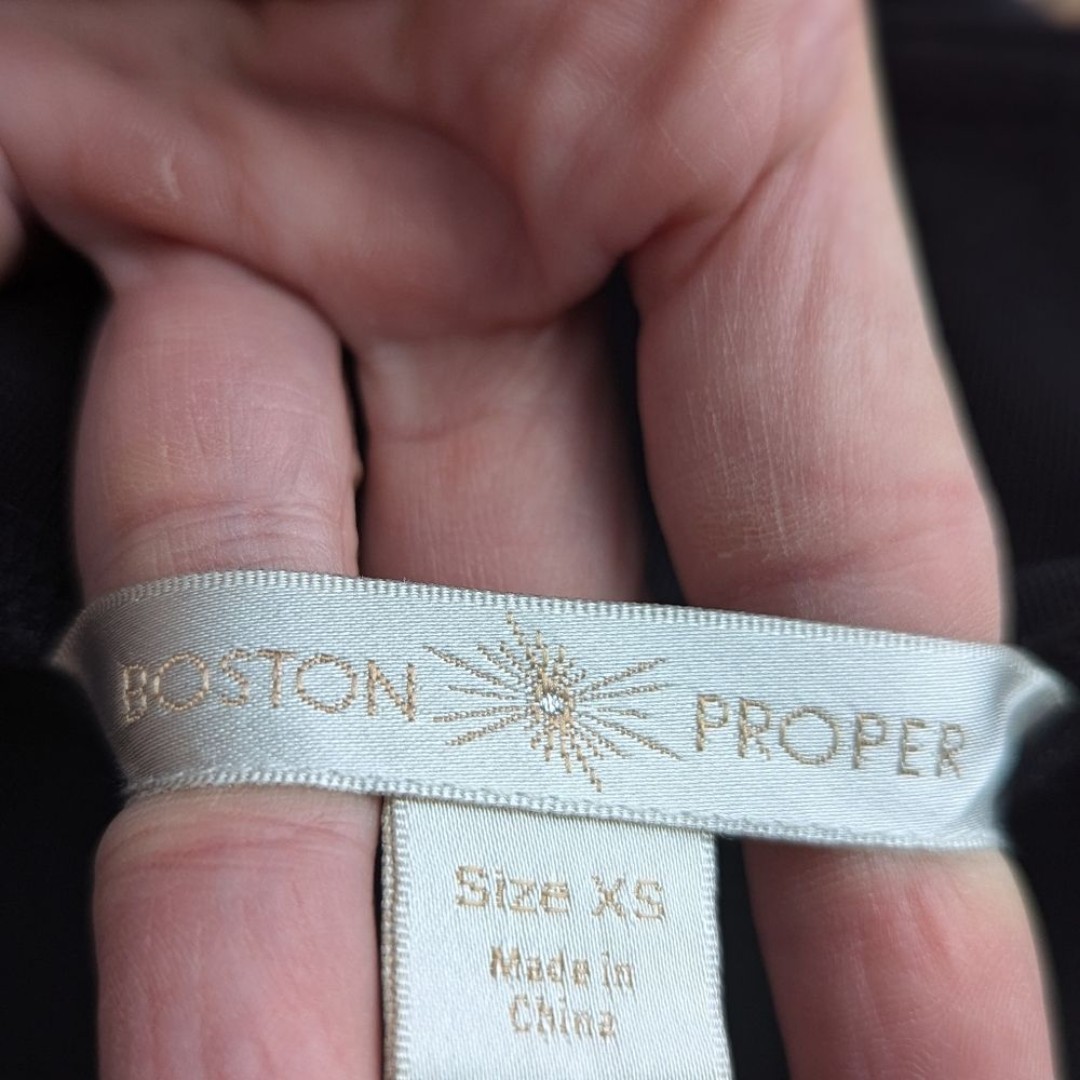 BOSTON PROPER
Size XS
Made in
China